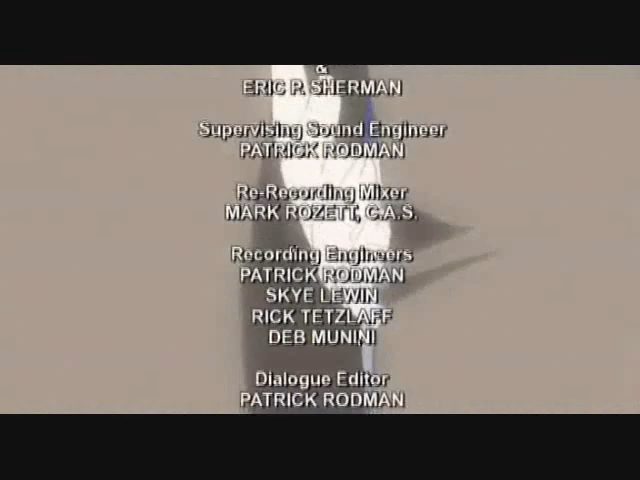 &
ERIC P. SHERMAN
Supervising Sound Engineer
PATRICK RODMAN
Re-Recording Mixer
MARK ROZETT, C.A.S.
Recording Engineers
PATRICK RODMAN
SKYE LEWIN
RICK TETZLAFF
DEB MUNINI
Dialogue Editor
PATRICK RODMAN